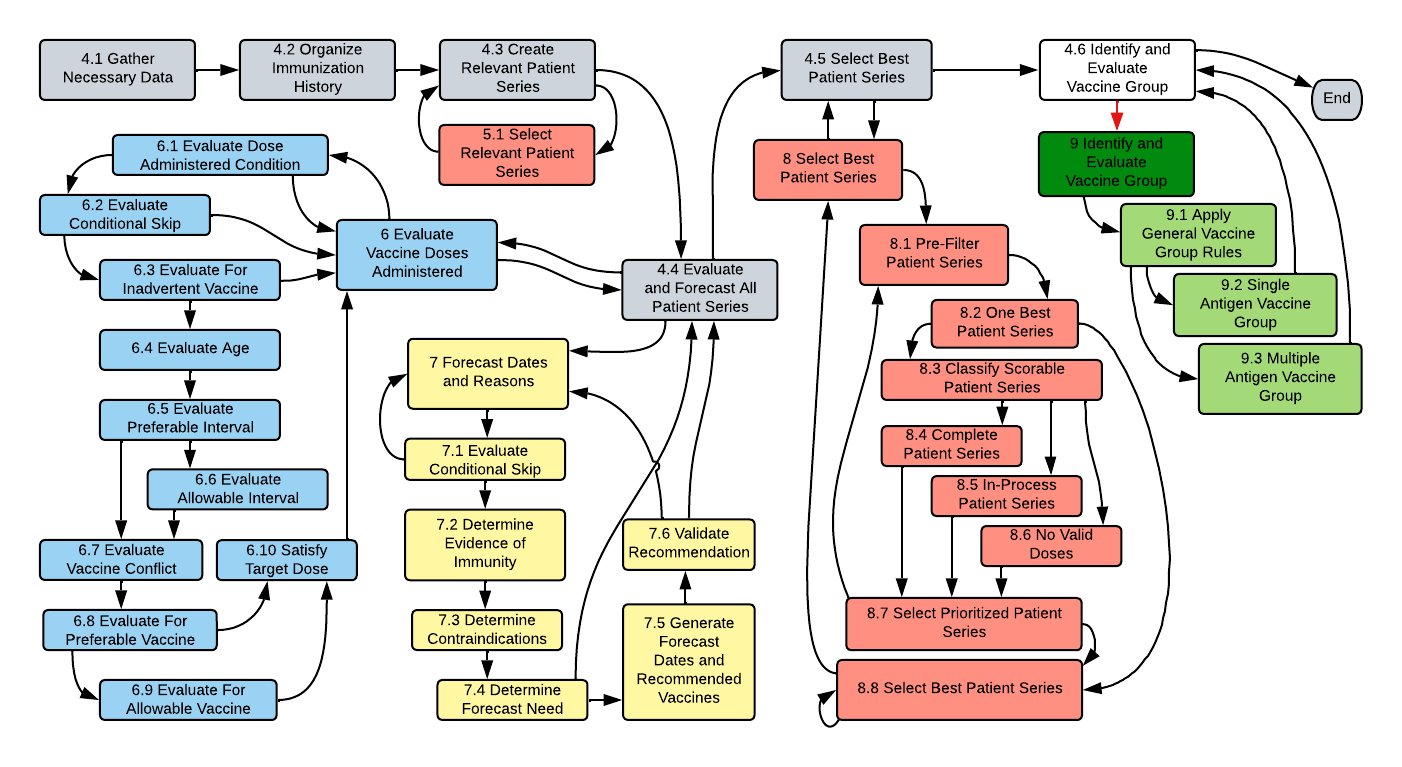 4.1 Gather
Necessary Data
4.2 Organize
Immunization
History
4.3 Create
Relevant Patient
Series
4.5 Select Best
Patient Series
4.6 Identify and
Evaluate
Vaccine Group
End
5.1 Select
Relevant Patient
Series
6.1 Evaluate Dose
Administered Condition
6.2 Evaluate
Conditional Skip
6 Evaluate
Vaccine Doses
Administered
6.3 Evaluate For
Inadvertent Vaccine
6.4 Evaluate Age
6.5 Evaluate
Preferable Interval
6.6 Evaluate
Allowable Interval
6.7 Evaluate
Vaccine Conflict
6.10 Satisfy
Target Dose
6.8 Evaluate For
Preferable Vaccine
6.9 Evaluate For
Allowable Vaccine
4.4 Evaluate
and Forecast All
Patient Series
7 Forecast Dates
and Reasons
7.1 Evaluate
Conditional Skip
7.2 Determine
Evidence of
Immunity
7.3 Determine
Contraindications
7.4 Determine
Forecast Need
7.6 Validate
Recommendation
7.5 Generate
Forecast
Dates and
Recommended
Vaccines
8 Select Best
Patient Series
8.1 Pre-Filter
Patient Series
8.2 One Best
Patient Series
8.3 Classify Scorable
Patient Series
8.4 Complete
Patient Series
8.5 In-Process
Patient Series
8.6 No Valid
Doses
8.7 Select Prioritized Patient
Series
8.8 Select Best Patient Series
9 Identify and
Evaluate
Vaccine Group
9.1 Apply
General Vaccine
Group Rules
9.2 Single
Antigen Vaccine
Group
9.3 Multiple
Antigen Vaccine
Group